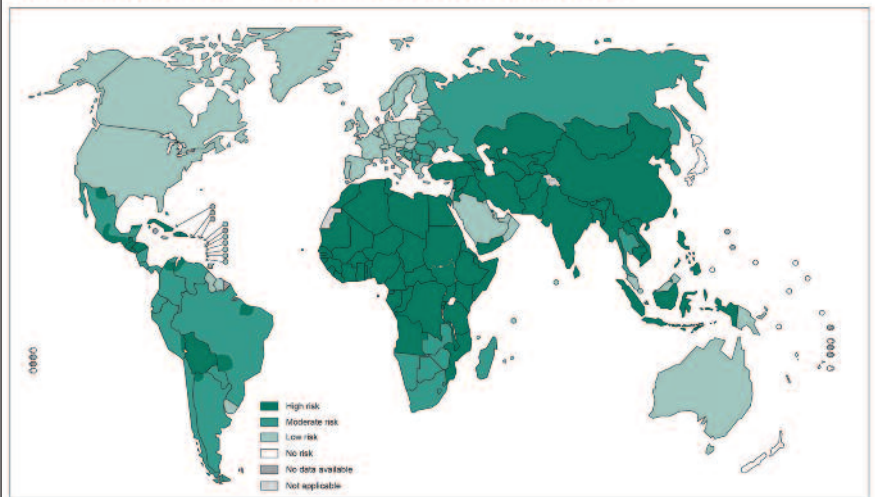 High risk
Moderate risk
Low risk
No risk
No data available
Not applicable